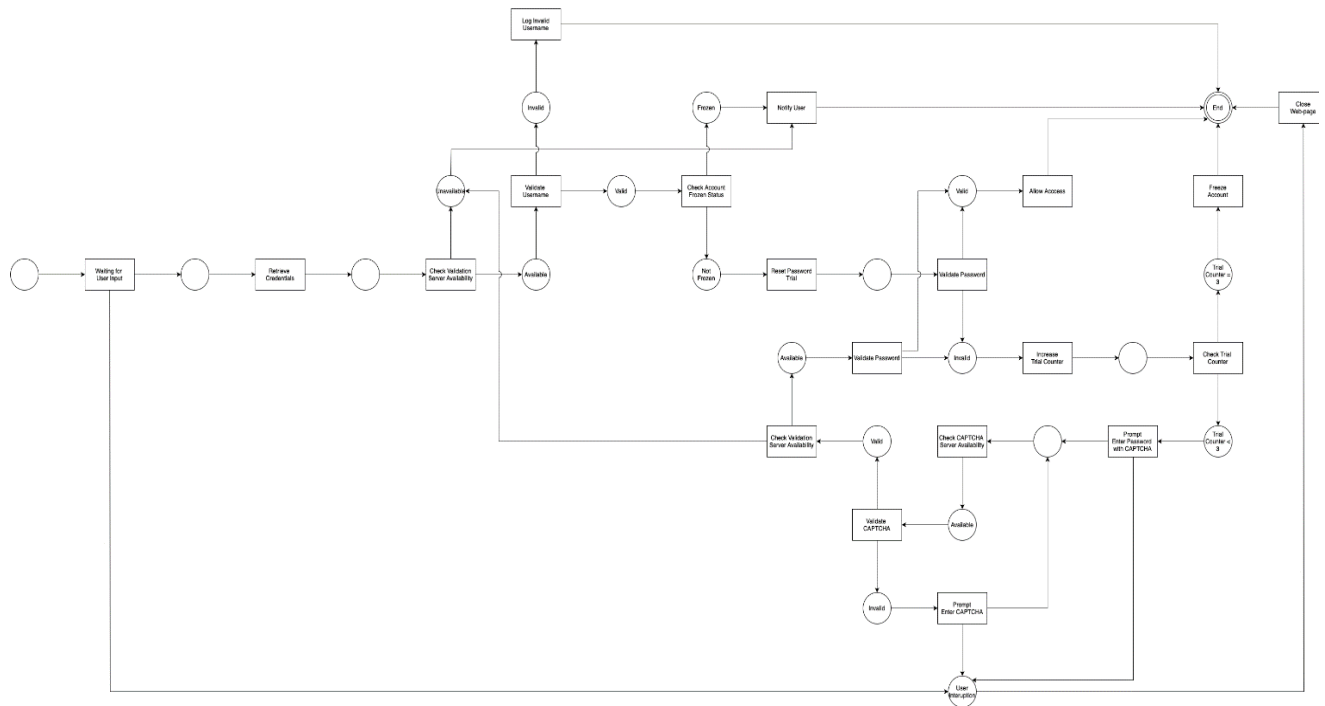 Log Invalid
Username
Invalid
Frozen
Notify User
End
Close
Web-page
Unavailable
Validate
Username
Valid
Check Account
Frozen Status
Valid
Allow Acccess
Freeze
Account
Waiting for
User Input
Retrieve
Credentials
Check Validation
Server Availability
Available
Not
Frozen
Reset Password
Trial
Validate Password
Trial
Counter =
3
Available
Validate Password
Invalid
Increase
Trial Counter
Check Trial
Counter
Check Validation
Server Availability
Valid
Check CAPTCHA
Server Availability
Prompt
Enter Password
with CAPTCHA
Trial
Counter <
3
Validate
CAPTCHA
Available
Invalid
Prompt
Enter CAPTCHA
User
Interuption